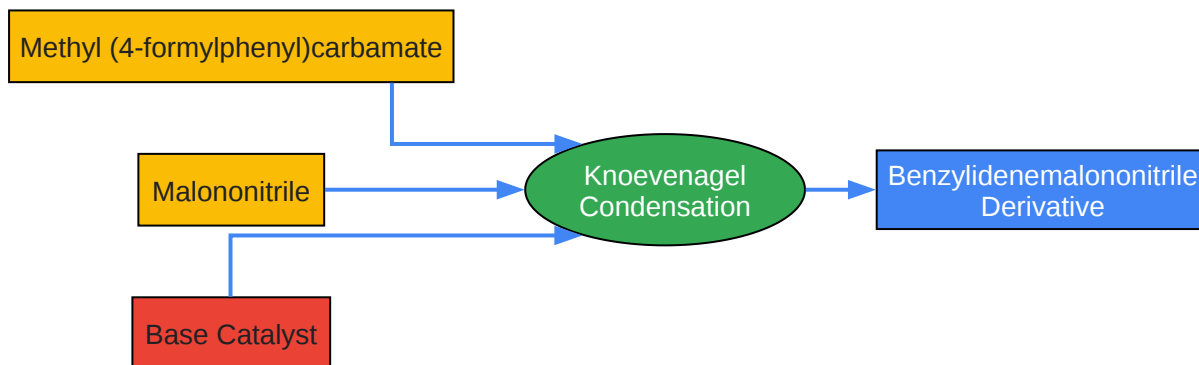 Methyl (4-formylphenyl)carbamate
Malononitrile
Knoevenagel
Condensation
Benzylidenemalononitrile
Derivative
Base Catalyst